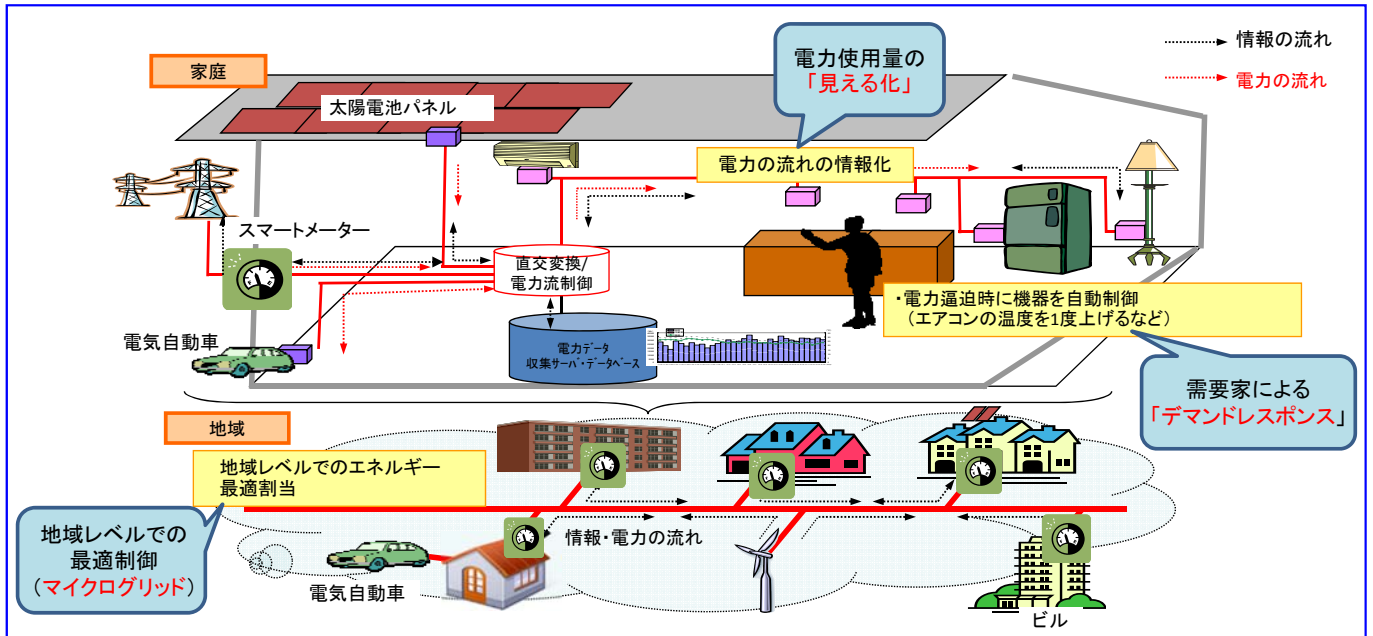 家庭
電力使用量の
「見える化」
情報の流れ
電力の流れ
太陽電池パネル
電力の流れの情報化
スマートメーター
直交変換/
電力流制御
・電力逼迫時に機器を自動制御
（エアコンの温度を1度上げるなど）
電気自動車
電力データ
収集サーバ・データベース
需要家による
「デマンドレスポンス」
地域
地域レベルでのエネルギー
最適割当
地域レベルでの
最適制御
（マイクログリッド）
情報・電力の流れ
電気自動車
ビル